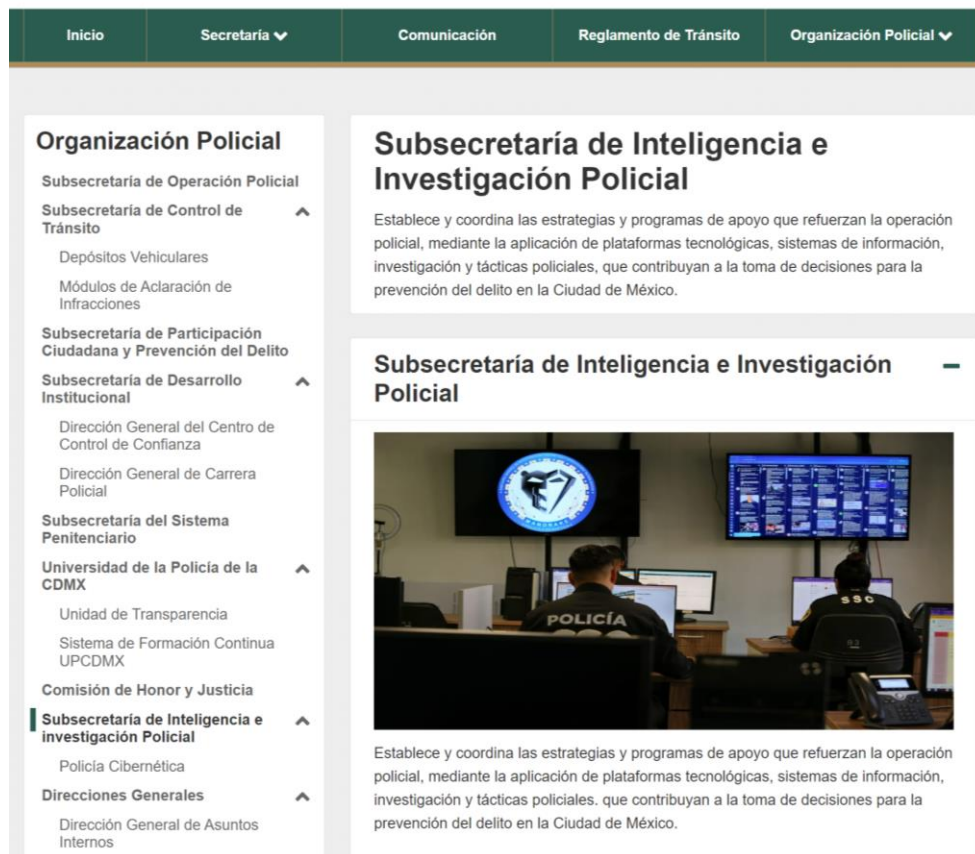 Inicio
Secretaría
Comunicación
Reglamento de Tránsito
Organización Policial
Organización Policial
Subsecretaría de Operación Policial
Subsecretaría de Control de
Tránsito
Depósitos Vehiculares
Módulos de Aclaración de
Infracciones
Subsecretaría de Participación
Ciudadana y Prevención del Delito
Subsecretaría de Desarrollo
Institucional
Dirección General del Centro de
Control de Confianza
Dirección General de Carrera
Policial
Subsecretaría del Sistema
Penitenciario
Universidad de la Policía de la
CDMX
Unidad de Transparencia
Sistema de Formación Continua
UPCDMX
Comisión de Honor y Justicia
Subsecretaría de Inteligencia e
investigación Policial
Policía Cibernética
Direcciones Generales
Dirección General de Asuntos
Internos
Subsecretaría de Inteligencia e
Investigación Policial
Establece y coordina las estrategias y programas de apoyo que refuerzan la operación
policial, mediante la aplicación de plataformas tecnológicas, sistemas de información,
investigación y tácticas policiales, que contribuyan a la toma de decisiones para la
prevención del delito en la Ciudad de México.
Subsecretaría de Inteligencia e Investigación
Policial
POLICÍA
SSC
Establece y coordina las estrategias y programas de apoyo que refuerzan la operación
policial, mediante la aplicación de plataformas tecnológicas, sistemas de información,
investigación y tácticas policiales. que contribuyan a la toma de decisiones para la
prevención del delito en la Ciudad de México.